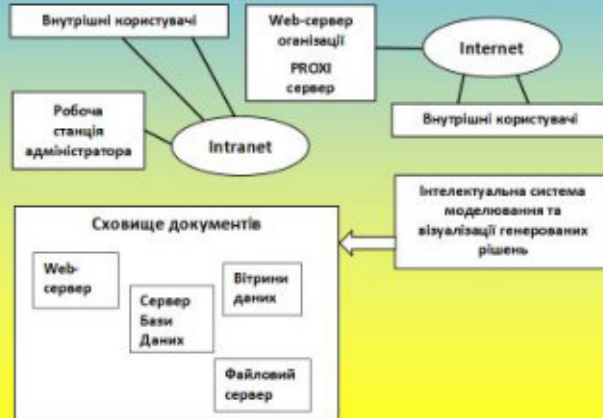 Внутрішні користувачі
Web-сервер
оганізації
PROXI
сервер
Internet
Робоча
станція
адміністратора
Intranet
Внутрішні користувачі
Інтелектуальна система
моделювання та
візуалізації генерованих
рішень
Сховище документів
Web-
сервер
Сервер
Бази
Даних
Вітрини
даних
Файловий
сервер